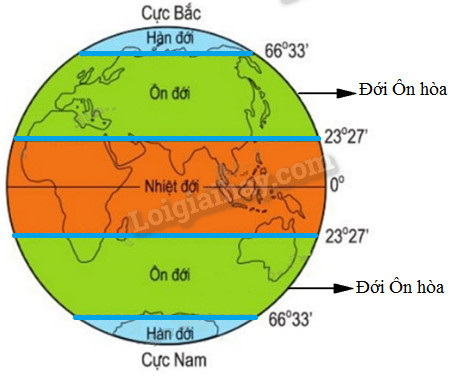 Cực Bắc
Hàn đới
66°33'
Ôn đới
Đới Ôn hòa
23°27'
Nhiệt đới
0°
Loigiaihay.com
23°27'
Ôn đới
Đới Ôn hòa
66°33'
Hàn đới
Cực Nam